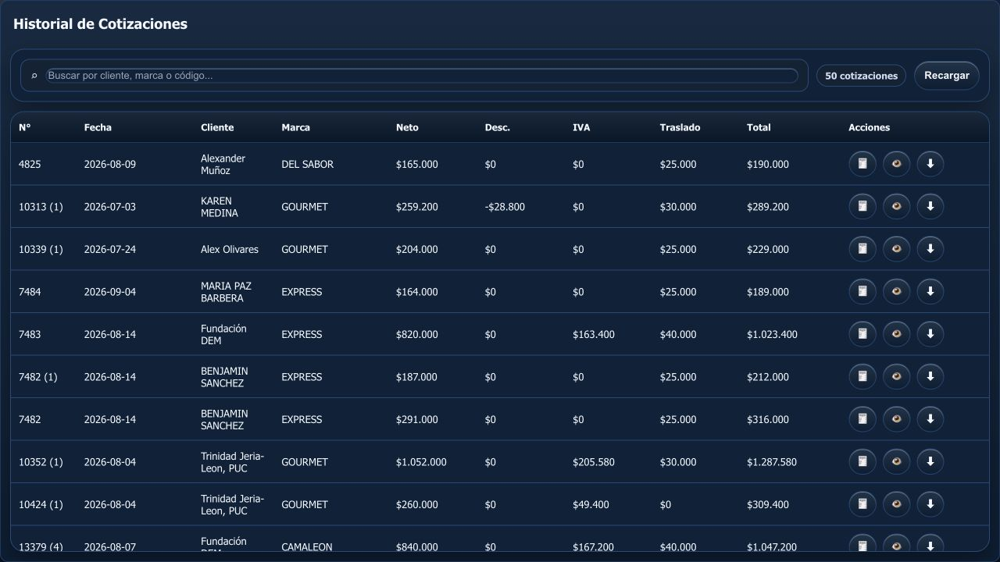 Historial de Cotizaciones
Buscar por cliente, marca o código...
50 cotizaciones
Recargar
N° Fecha Cliente Marca Neto Desc. IVA Traslado Total Acciones
4825 2026-08-09 Alexander Muñoz DEL SABOR $165.000 $0 $0 $25.000 $190.000
10313 (1) 2026-07-03 KAREN MEDINA GOURMET $259.200 -$28.800 $0 $30.000 $289.200
10339 (1) 2026-07-24 Alex Olivares GOURMET $204.000 $0 $0 $25.000 $229.000
7484 2026-09-04 MARIA PAZ BARBERA EXPRESS $164.000 $0 $0 $25.000 $189.000
7483 2026-08-14 Fundación DEM EXPRESS $820.000 $0 $163.400 $40.000 $1.023.400
7482 (1) 2026-08-14 BENJAMIN SANCHEZ EXPRESS $187.000 $0 $0 $25.000 $212.000
7482 2026-08-14 BENJAMIN SANCHEZ EXPRESS $291.000 $0 $0 $25.000 $316.000
10352 (1) 2026-08-04 Trinidad Jeria-Leon, PUC GOURMET $1.052.000 $0 $205.580 $30.000 $1.287.580
10424 (1) 2026-08-04 Trinidad Jeria-Leon, PUC GOURMET $260.000 $0 $49.400 $0 $309.400
13379 (4) 2026-08-07 Fundación DEM CAMALEON $840.000 $0 $167.200 $40.000 $1.047.200